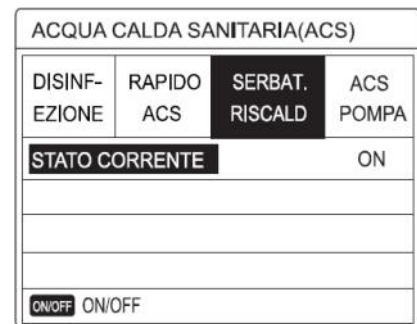 ACQUA CALDA SANITARIA(ACS)
DISINF-
EZIONE
RAPIDO
ACS
SERBAT.
RISCALD
ACS
POMPA
STATO CORRENTE ON
ON/OFF ON/OFF